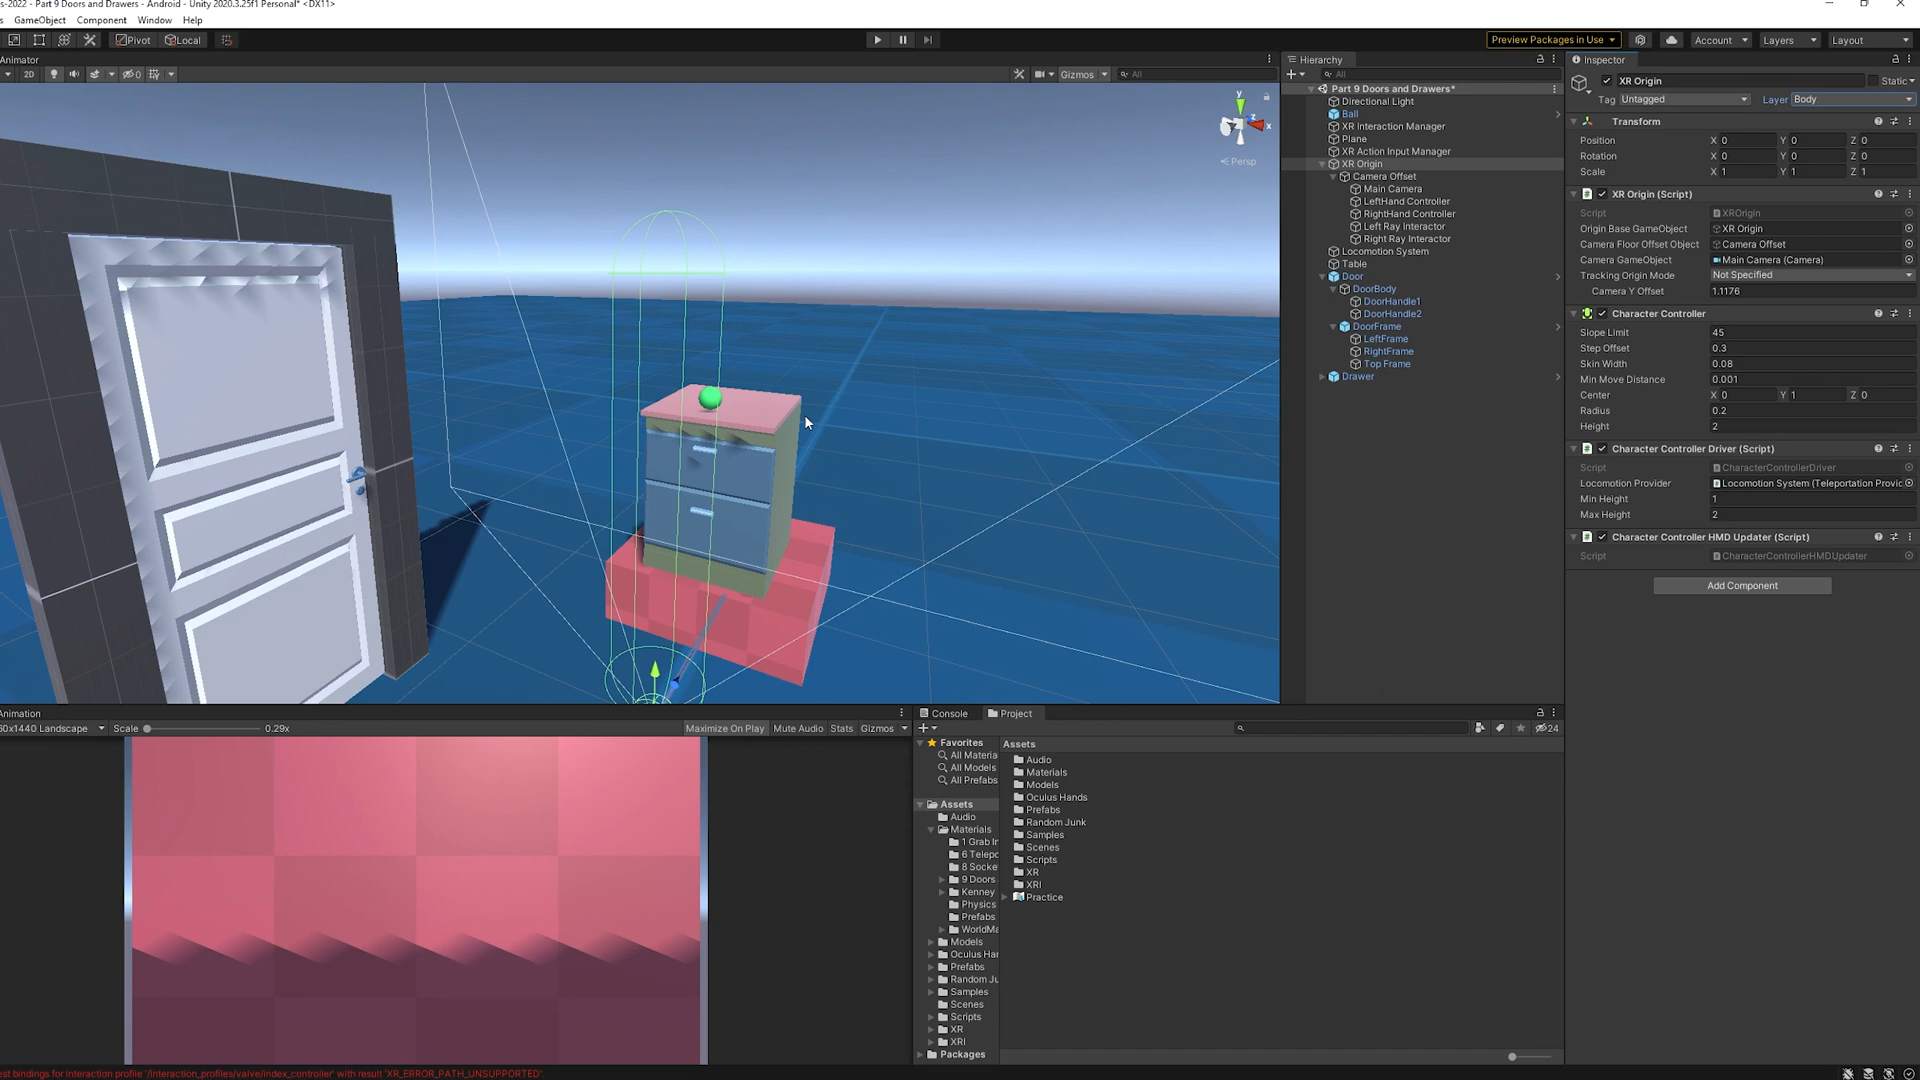 s-2022 - Part 9 Doors and Drawers - Android - Unity 2020.3.25f1 Personal* <DX11>
s GameObject Component Window Help
Pivot Local
Preview Packages in Use Account Layers Layout
Animator
2D 0 Gizmos All
y
x
z
Persp
Hierarchy
All
Part 9 Doors and Drawers*
Directional Light
Ball
XR Interaction Manager
Plane
XR Action Input Manager
XR Origin
Camera Offset
Main Camera
LeftHand Controller
RightHand Controller
Left Ray Interactor
Right Ray Interactor
Locomotion System
Table
Door
DoorBody
DoorHandle1
DoorHandle2
DoorFrame
LeftFrame
RightFrame
Top Frame
Drawer
Inspector
XR Origin Static
Tag Untagged Layer Body
Transform
Position X 0 Y 0 Z 0
Rotation X 0 Y 0 Z 0
Scale X 1 Y 1 Z 1
XR Origin (Script)
Script XROrigin
Origin Base GameObject XR Origin
Camera Floor Offset Object Camera Offset
Camera GameObject Main Camera (Camera)
Tracking Origin Mode Not Specified
Camera Y Offset 1.1176
Character Controller
Slope Limit 45
Step Offset 0.3
Skin Width 0.08
Min Move Distance 0.001
Center X 0 Y 1 Z 0
Radius 0.2
Height 2
Character Controller Driver (Script)
Script CharacterControllerDriver
Locomotion Provider Locomotion System (Teleportation Provic
Min Height 1
Max Height 2
Character Controller HMD Updater (Script)
Script CharacterControllerHMDUpdater
Add Component
Animation
60x1440 Landscape Scale 0.29x Maximize On Play Mute Audio Stats Gizmos
Console Project
24
Favorites
All Materia
All Models
All Prefabs
Assets
Audio
Materials
1 Grab In
6 Telepo
8 Socke
9 Doors
Kenney
Physics
Prefabs
WorldMa
Models
Oculus Han
Prefabs
Random Ju
Samples
Scenes
Scripts
XR
XRI
Packages
Assets
Audio
Materials
Models
Oculus Hands
Prefabs
Random Junk
Samples
Scenes
Scripts
XR
XRI
Practice
est bindings for interaction profile '/interaction_profiles/valve/index_controller' with result 'XR_ERROR_PATH_UNSUPPORTED'.